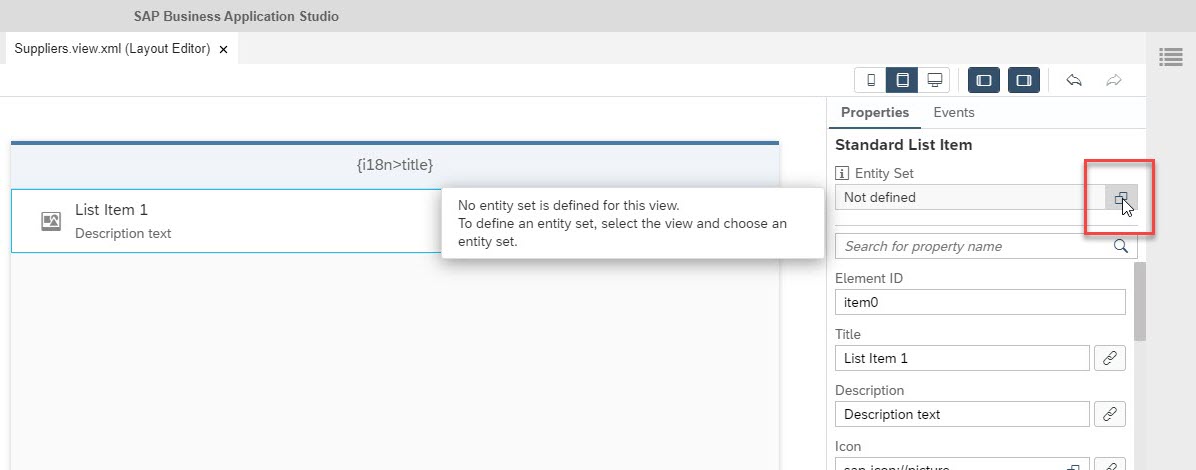 SAP Business Application Studio
Suppliers.view.xml (Layout Editor) ×
Properties Events
{i18n>title}
Standard List Item
Entity Set
Not defined
List Item 1
Description text
No entity set is defined for this view.
To define an entity set, select the view and choose an
entity set.
Search for property name
Element ID
item0
Title
List Item 1
Description
Description text
Icon
sap-icon://picture